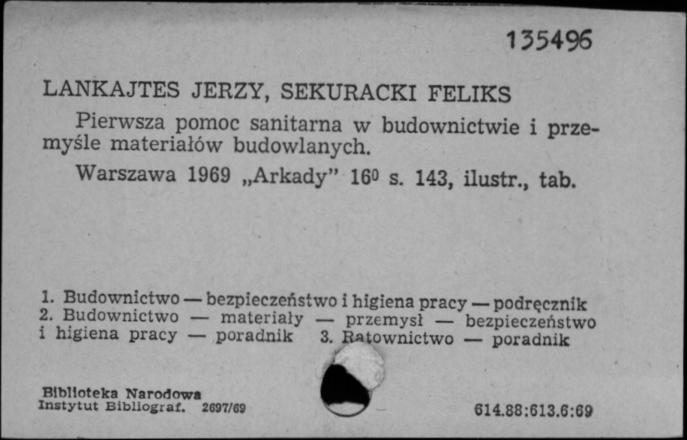 135496
LANKAJTES JERZY, SEKURACKI FELIKS
Pierwsza pomoc sanitarna w budownictwie i prze-
myśle materiałów budowlanych.
Warszawa 1969 „Arkady” 16⁰ s. 143, ilustr., tab.
1. Budownictwo — bezpieczeństwo i higiena pracy — podręcznik
2. Budownictwo — materiały — przemysł — bezpieczeństwo
i higiena pracy — poradnik 3. Ratownictwo — poradnik
Biblioteka Narodowa
Instytut Bibliograf. 2697/69
614.88:613.6:69